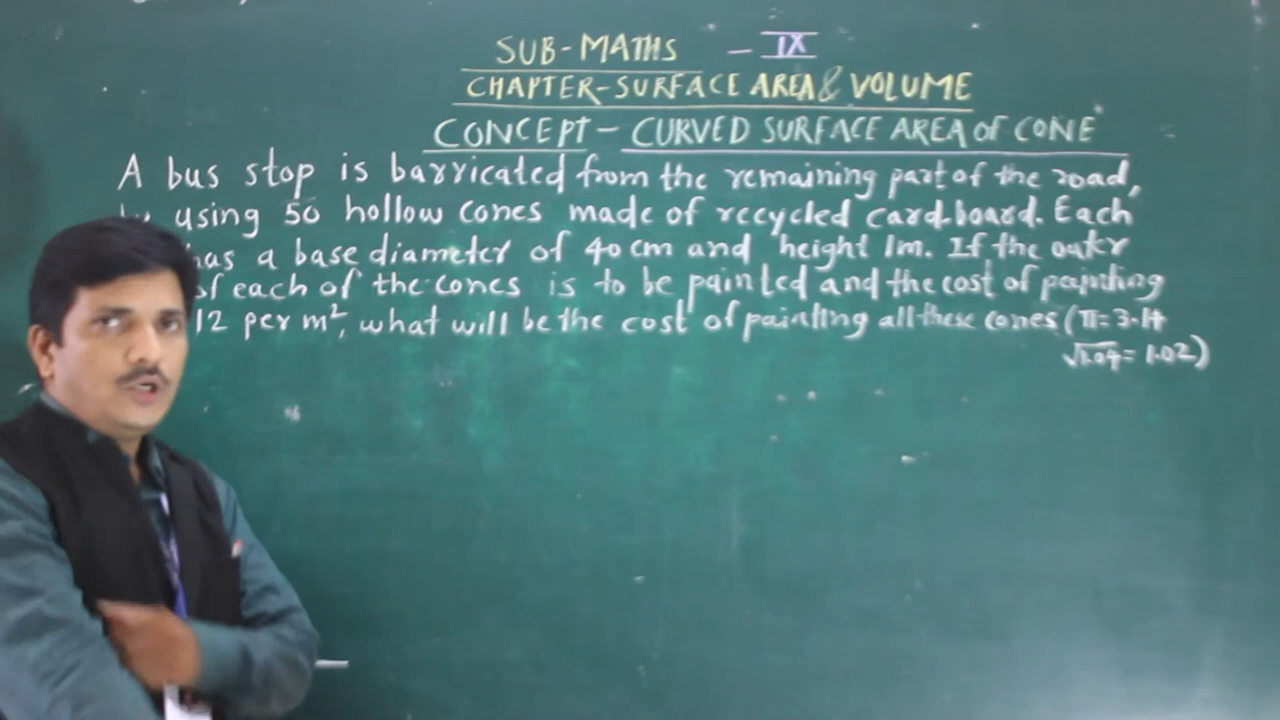 SUB-MATHS - IX
CHAPTER-SURFACE AREA & VOLUME
CONCEPT - CURVED SURFACE AREA OF CONE
A bus stop is barricated from the remaining part of the road,
using 50 hollow cones made of recycled card-board. Each
has a base diameter of 40 cm and height 1m. If the outer
of each of the cones is to be painted and the cost of painting
12 per m², what will be the cost of painting all these cones (π = 3.14
√1.04 = 1.02)